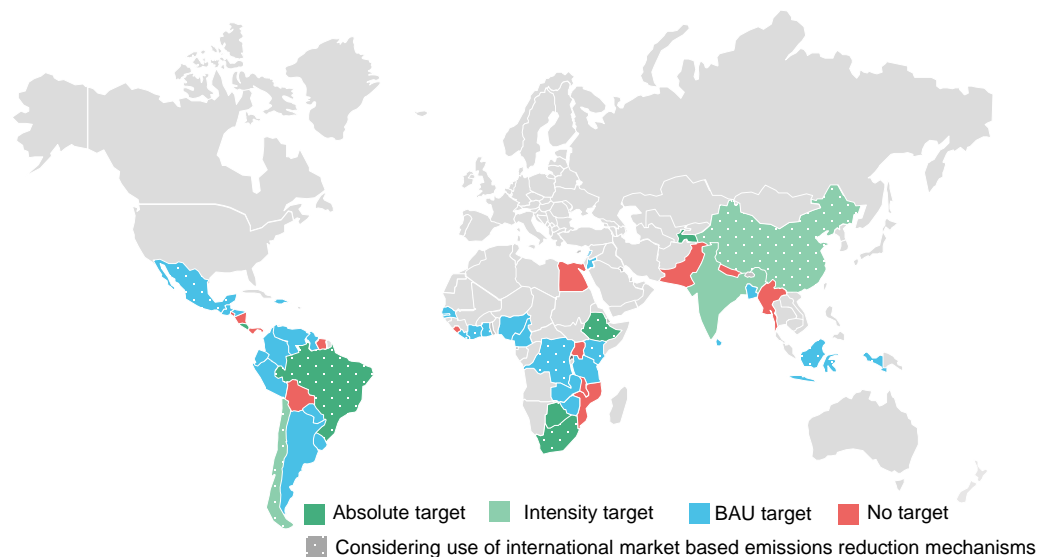 Absolute target Intensity target BAU target No target
Considering use of international market based emissions reduction mechanisms